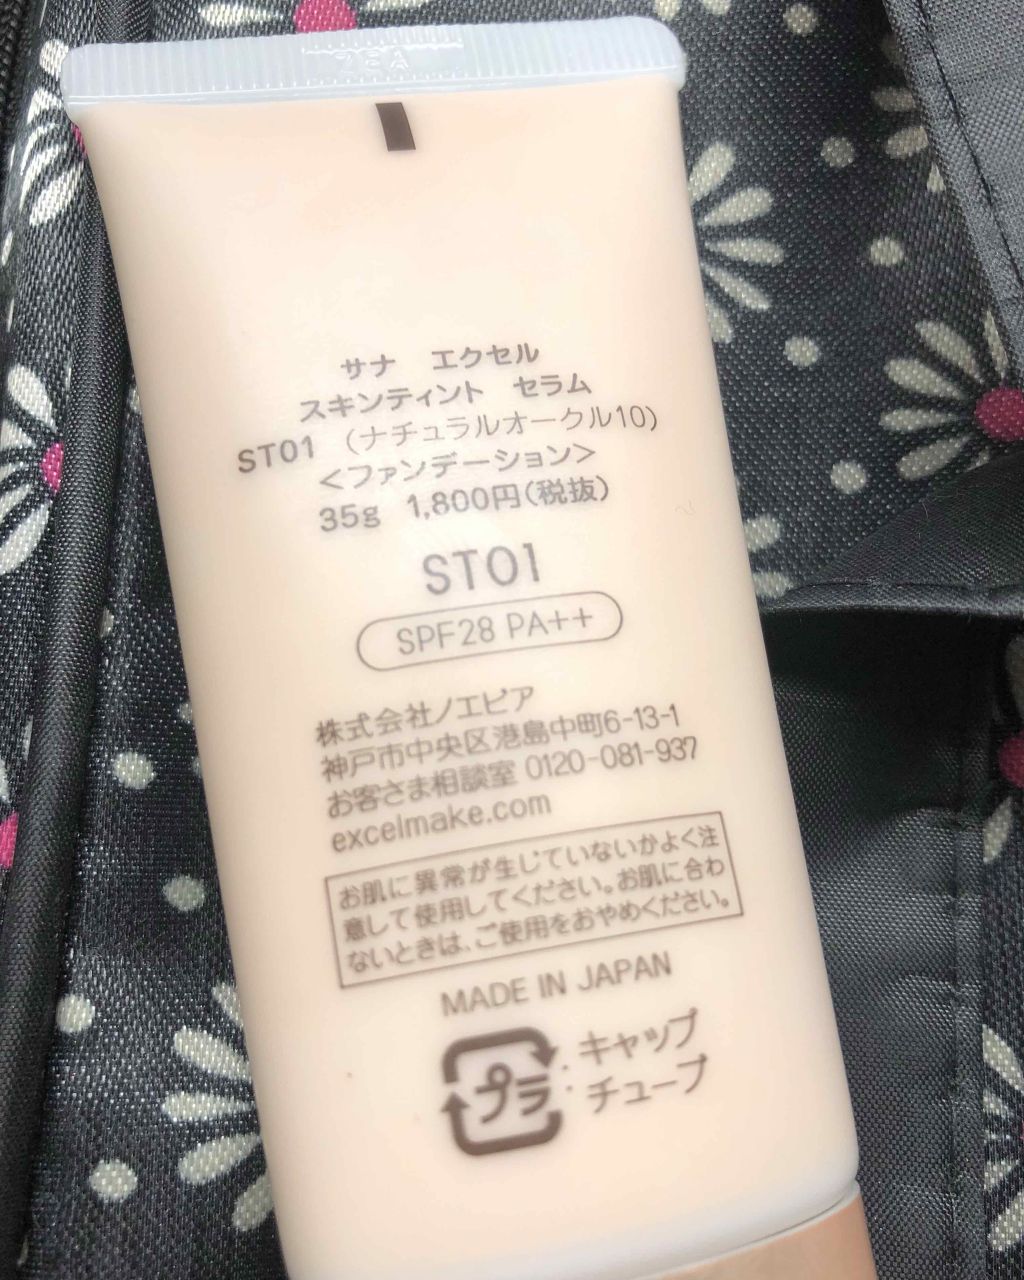 サナ エクセル
スキンティント セラム
ST01 (ナチュラルオークル10)
<ファンデーション>
35g 1,800円(税抜)
ST01
SPF28 PA++
株式会社ノエビア
神戸市中央区港島中町6-13-1
お客さま相談室 0120-081-937
excelmake.com
お肌に異常が生じていないかよく注
意して使用してください。お肌に合わ
ないときは、ご使用をおやめください。
MADE IN JAPAN
プラ : キャップ
: チューブ